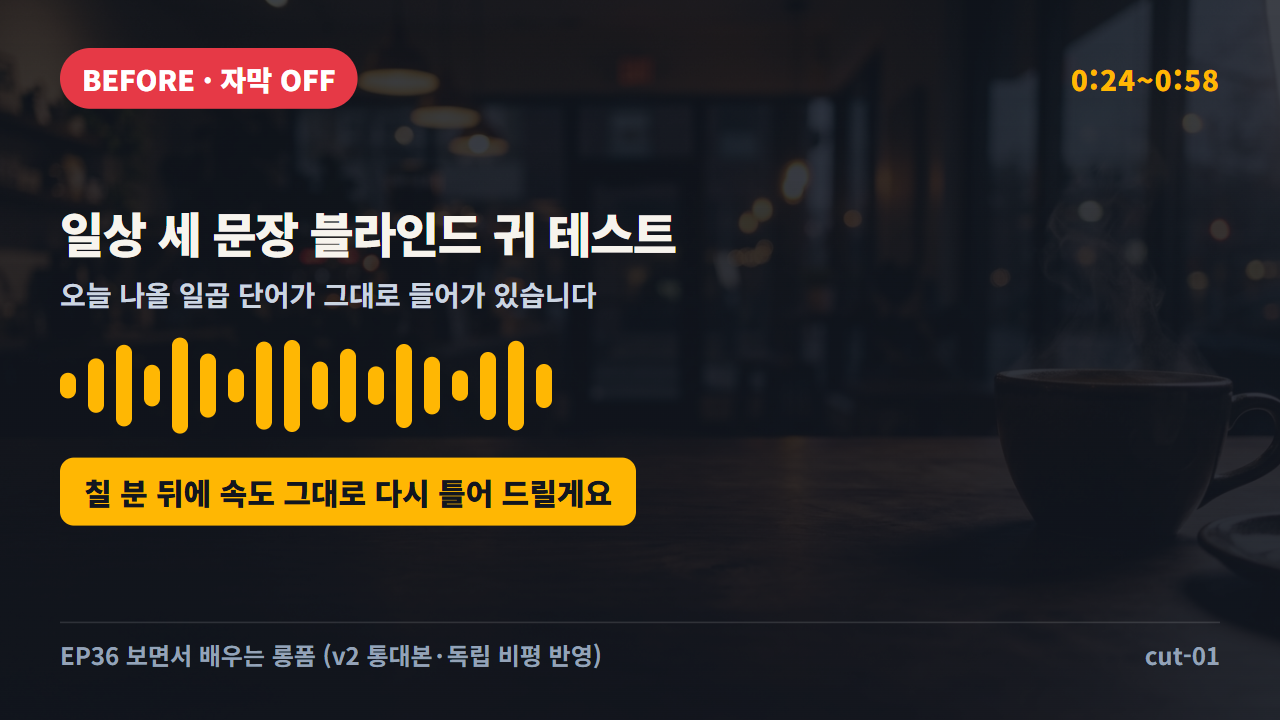 BEFORE · 자막 OFF
0:24~0:58
일상 세 문장 블라인드 귀 테스트
오늘 나올 일곱 단어가 그대로 들어가 있습니다
칠 분 뒤에 속도 그대로 다시 틀어 드릴게요
EP36 보면서 배우는 롱폼 (v2 통대본·독립 비평 반영)
cut-01